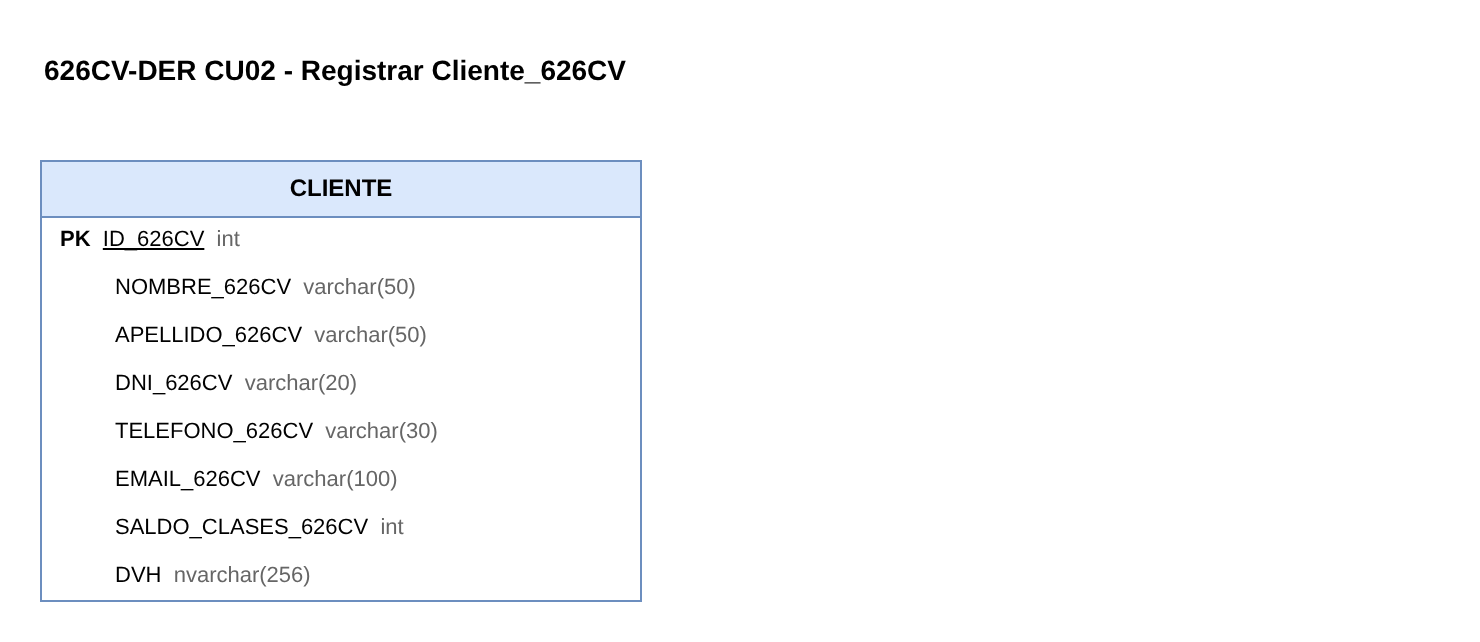 626CV-DER CU02 - Registrar Cliente_626CV
CLIENTE
PK ID_626CV int
NOMBRE_626CV varchar(50)
APELLIDO_626CV varchar(50)
DNI_626CV varchar(20)
TELEFONO_626CV varchar(30)
EMAIL_626CV varchar(100)
SALDO_CLASES_626CV int
DVH nvarchar(256)